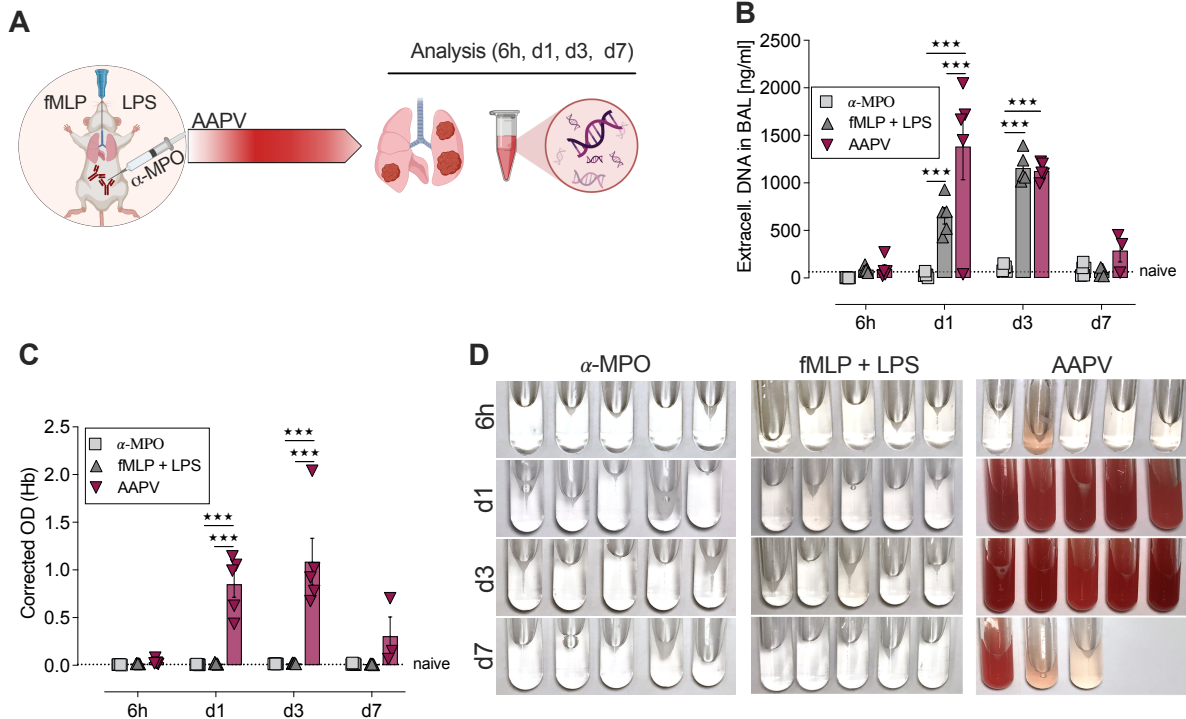 A
Analysis (6h, d1, d3, d7)
fMLP LPS
AAPV
α-MPO
B
Extracell. DNA in BAL [ng/ml]
2500
2000
1500
1000
500
0
α-MPO
fMLP + LPS
AAPV
★★★
★★★
★★★
★★★
★★★
naive
6h d1 d3 d7
C
Corrected OD (Hb)
2.5
2.0
1.5
1.0
0.5
0.0
α-MPO
fMLP + LPS
AAPV
★★★
★★★
★★★
★★★
naive
6h d1 d3 d7
D
α-MPO fMLP + LPS AAPV
6h
d1
d3
d7